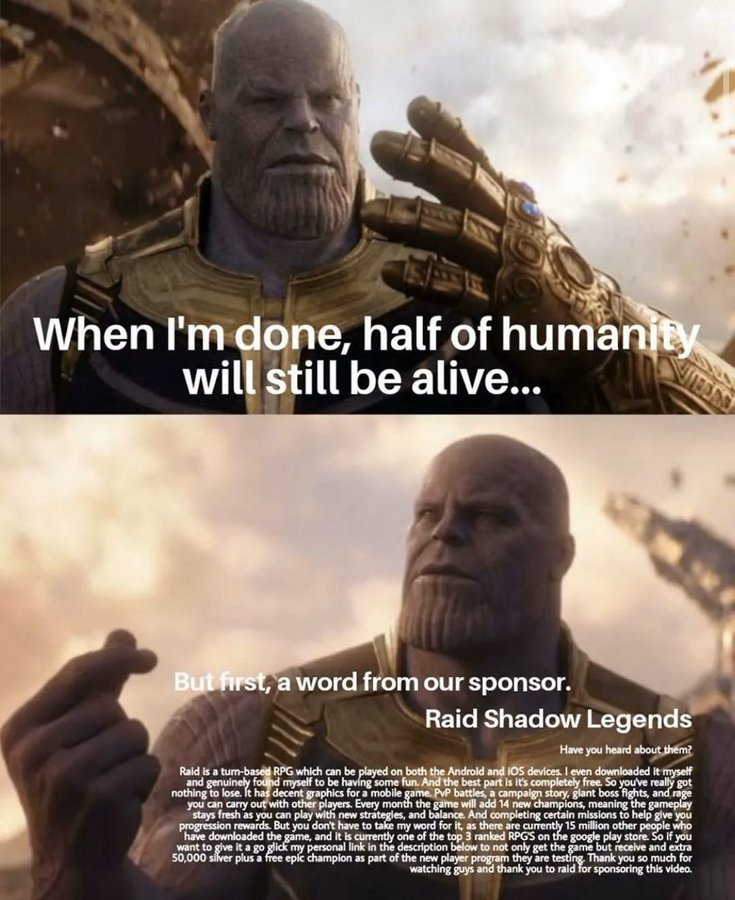 When I'm done, half of humanity
will still be alive...
But first, a word from our sponsor.
Raid Shadow Legends
Have you heard about them?
Raid is a turn-based RPG which can be played on both the Android and iOS devices. I even downloaded it myself
and genuinely found myself to be having some fun. And the best part is it's completely free. So you've really got
nothing to lose. It has decent graphics for a mobile game. PvP battles, a campaign story, giant boss fights, and rage
you can carry out with other players. Every month the game will add 14 new champions, meaning the gameplay
stays fresh as you can play with new strategies, and balance. And completing certain missions to help give you
progression rewards. But you don't have to take my word for it, as there are currently 15 million other people who
have downloaded the game, and it is currently one of the top 3 ranked RPG'S on the google play store. So if you
want to give it a go glick my personal link in the description below to not only get the game but receive and extra
50,000 silver plus a free epic champion as part of the new player program they are testing. Thank you so much for
watching guys and thank you to raid for sponsoring this video.